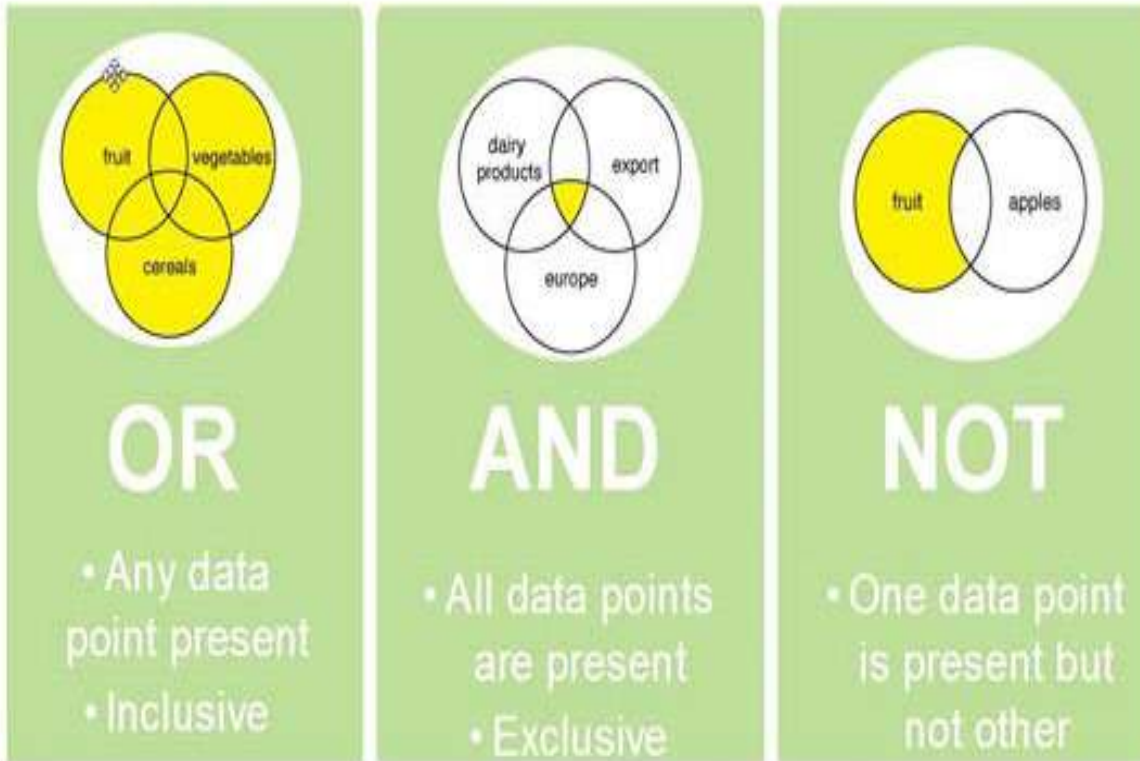 fruit
vegetables
cereals
OR
• Any data
point present
• Inclusive
dairy
products
export
europe
AND
• All data points
are present
• Exclusive
fruit
apples
NOT
• One data point
is present but
not other